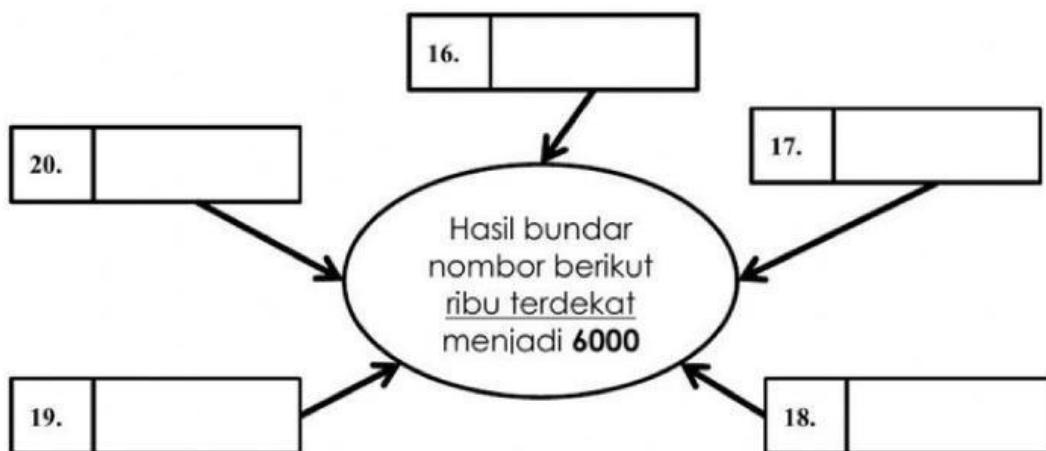 16.
20.
17.
Hasil bundar
nombor berikut
ribu terdekat
menjadi 6000
19.
18.